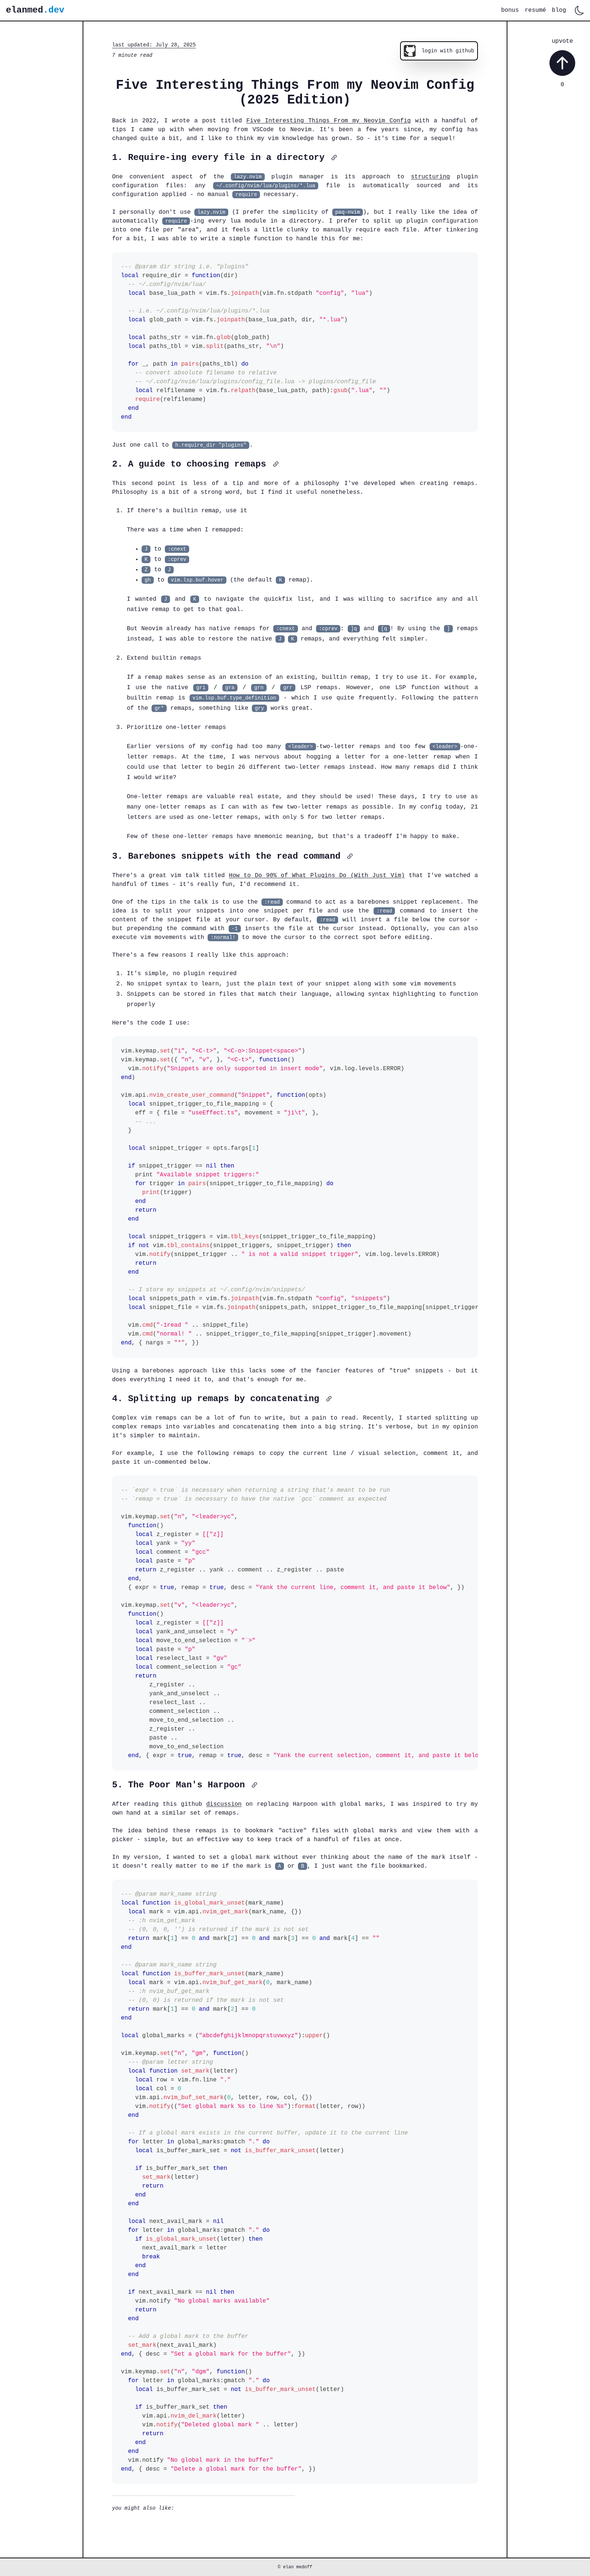 elanmed.dev
bonus resumé blog
last updated: July 28, 2025
7 minute read
login with github
upvote
0
Five Interesting Things From my Neovim Config
(2025 Edition)
Back in 2022, I wrote a post titled Five Interesting Things From my Neovim Config with a handful of
tips I came up with when moving from VSCode to Neovim. It's been a few years since, my config has
changed quite a bit, and I like to think my vim knowledge has grown. So - it's time for a sequel!
1. Require-ing every file in a directory
One convenient aspect of the lazy.nvim plugin manager is its approach to structuring plugin
configuration files: any ~/.config/nvim/lua/plugins/*.lua file is automatically sourced and its
configuration applied - no manual require necessary.
I personally don't use lazy.nvim (I prefer the simplicity of paq-nvim), but I really like the idea of
automatically require-ing every lua module in a directory. I prefer to split up plugin configuration
into one file per "area", and it feels a little clunky to manually require each file. After tinkering
for a bit, I was able to write a simple function to handle this for me:
--- @param dir string i.e. "plugins"
local require_dir = function(dir)
-- ~/.config/nvim/lua/
local base_lua_path = vim.fs.joinpath(vim.fn.stdpath "config", "lua")
-- i.e. ~/.config/nvim/lua/plugins/*.lua
local glob_path = vim.fs.joinpath(base_lua_path, dir, "*.lua")
local paths_str = vim.fn.glob(glob_path)
local paths_tbl = vim.split(paths_str, "\n")
for _, path in pairs(paths_tbl) do
-- convert absolute filename to relative
-- ~/.config/nvim/lua/plugins/config_file.lua -> plugins/config_file
local relfilename = vim.fs.relpath(base_lua_path, path):gsub(".lua", "")
require(relfilename)
end
end
Just one call to h.require_dir "plugins".
2. A guide to choosing remaps
This second point is less of a tip and more of a philosophy I've developed when creating remaps.
Philosophy is a bit of a strong word, but I find it useful nonetheless.
1. If there's a builtin remap, use it
There was a time when I remapped:
• J to :cnext
• K to :cprev
• Z to J
• gh to vim.lsp.buf.hover (the default K remap).
I wanted J and K to navigate the quickfix list, and I was willing to sacrifice any and all
native remap to get to that goal.
But Neovim already has native remaps for :cnext and :cprev: ]q and [q! By using the ] remaps
instead, I was able to restore the native J K remaps, and everything felt simpler.
2. Extend builtin remaps
If a remap makes sense as an extension of an existing, builtin remap, I try to use it. For example,
I use the native gri / gra / grn / grr LSP remaps. However, one LSP function without a
builtin remap is vim.lsp.buf.type_definition - which I use quite frequently. Following the pattern
of the gr* remaps, something like gry works great.
3. Prioritize one-letter remaps
Earlier versions of my config had too many <leader>-two-letter remaps and too few <leader>-one-
letter remaps. At the time, I was nervous about hogging a letter for a one-letter remap when I
could use that letter to begin 26 different two-letter remaps instead. How many remaps did I think
I would write?
One-letter remaps are valuable real estate, and they should be used! These days, I try to use as
many one-letter remaps as I can with as few two-letter remaps as possible. In my config today, 21
letters are used as one-letter remaps, with only 5 for two letter remaps.
Few of these one-letter remaps have mnemonic meaning, but that's a tradeoff I'm happy to make.
3. Barebones snippets with the read command
There's a great vim talk titled How to Do 90% of What Plugins Do (With Just Vim) that I've watched a
handful of times - it's really fun, I'd recommend it.
One of the tips in the talk is to use the :read command to act as a barebones snippet replacement. The
idea is to split your snippets into one snippet per file and use the :read command to insert the
content of the snippet file at your cursor. By default, :read will insert a file below the cursor -
but prepending the command with -1 inserts the file at the cursor instead. Optionally, you can also
execute vim movements with :normal! to move the cursor to the correct spot before editing.
There's a few reasons I really like this approach:
1. It's simple, no plugin required
2. No snippet syntax to learn, just the plain text of your snippet along with some vim movements
3. Snippets can be stored in files that match their language, allowing syntax highlighting to function
properly
Here's the code I use:
vim.keymap.set("i", "<C-t>", "<C-o>:Snippet<space>")
vim.keymap.set({ "n", "v", }, "<C-t>", function()
vim.notify("Snippets are only supported in insert mode", vim.log.levels.ERROR)
end)
vim.api.nvim_create_user_command("Snippet", function(opts)
local snippet_trigger_to_file_mapping = {
eff = { file = "useEffect.ts", movement = "ji\t", },
-- ...
}
local snippet_trigger = opts.fargs[1]
if snippet_trigger == nil then
print "Available snippet triggers:"
for trigger in pairs(snippet_trigger_to_file_mapping) do
print(trigger)
end
return
end
local snippet_triggers = vim.tbl_keys(snippet_trigger_to_file_mapping)
if not vim.tbl_contains(snippet_triggers, snippet_trigger) then
vim.notify(snippet_trigger .. " is not a valid snippet trigger", vim.log.levels.ERROR)
return
end
-- I store my snippets at ~/.config/nvim/snippets/
local snippets_path = vim.fs.joinpath(vim.fn.stdpath "config", "snippets")
local snippet_file = vim.fs.joinpath(snippets_path, snippet_trigger_to_file_mapping[snippet_trigger
vim.cmd("-1read " .. snippet_file)
vim.cmd("normal! " .. snippet_trigger_to_file_mapping[snippet_trigger].movement)
end, { nargs = "*", })
Using a barebones approach like this lacks some of the fancier features of "true" snippets - but it
does everything I need it to, and that's enough for me.
4. Splitting up remaps by concatenating
Complex vim remaps can be a lot of fun to write, but a pain to read. Recently, I started splitting up
complex remaps into variables and concatenating them into a big string. It's verbose, but in my opinion
it's simpler to maintain.
For example, I use the following remaps to copy the current line / visual selection, comment it, and
paste it un-commented below.
-- `expr = true` is necessary when returning a string that's meant to be run
-- `remap = true` is necessary to have the native `gcc` comment as expected
vim.keymap.set("n", "<leader>yc",
function()
local z_register = [["z]]
local yank = "yy"
local comment = "gcc"
local paste = "p"
return z_register .. yank .. comment .. z_register .. paste
end,
{ expr = true, remap = true, desc = "Yank the current line, comment it, and paste it below", })
vim.keymap.set("v", "<leader>yc",
function()
local z_register = [["z]]
local yank_and_unselect = "y"
local move_to_end_selection = "`>"
local paste = "p"
local reselect_last = "gv"
local comment_selection = "gc"
return
z_register ..
yank_and_unselect ..
reselect_last ..
comment_selection ..
move_to_end_selection ..
z_register ..
paste ..
move_to_end_selection
end, { expr = true, remap = true, desc = "Yank the current selection, comment it, and paste it belo
5. The Poor Man's Harpoon
After reading this github discussion on replacing Harpoon with global marks, I was inspired to try my
own hand at a similar set of remaps.
The idea behind these remaps is to bookmark "active" files with global marks and view them with a
picker - simple, but an effective way to keep track of a handful of files at once.
In my version, I wanted to set a global mark without ever thinking about the name of the mark itself -
it doesn't really matter to me if the mark is A or B, I just want the file bookmarked.
--- @param mark_name string
local function is_global_mark_unset(mark_name)
local mark = vim.api.nvim_get_mark(mark_name, {})
-- :h nvim_get_mark
-- (0, 0, 0, '') is returned if the mark is not set
return mark[1] == 0 and mark[2] == 0 and mark[3] == 0 and mark[4] == ""
end
--- @param mark_name string
local function is_buffer_mark_unset(mark_name)
local mark = vim.api.nvim_buf_get_mark(0, mark_name)
-- :h nvim_buf_get_mark
-- (0, 0) is returned if the mark is not set
return mark[1] == 0 and mark[2] == 0
end
local global_marks = ("abcdefghijklmnopqrstuvwxyz"):upper()
vim.keymap.set("n", "gm", function()
--- @param letter string
local function set_mark(letter)
local row = vim.fn.line "."
local col = 0
vim.api.nvim_buf_set_mark(0, letter, row, col, {})
vim.notify(("Set global mark %s to line %s"):format(letter, row))
end
-- If a global mark exists in the current buffer, update it to the current line
for letter in global_marks:gmatch "." do
local is_buffer_mark_set = not is_buffer_mark_unset(letter)
if is_buffer_mark_set then
set_mark(letter)
return
end
end
local next_avail_mark = nil
for letter in global_marks:gmatch "." do
if is_global_mark_unset(letter) then
next_avail_mark = letter
break
end
end
if next_avail_mark == nil then
vim.notify "No global marks available"
return
end
-- Add a global mark to the buffer
set_mark(next_avail_mark)
end, { desc = "Set a global mark for the buffer", })
vim.keymap.set("n", "dgm", function()
for letter in global_marks:gmatch "." do
local is_buffer_mark_set = not is_buffer_mark_unset(letter)
if is_buffer_mark_set then
vim.api.nvim_del_mark(letter)
vim.notify("Deleted global mark " .. letter)
return
end
end
vim.notify "No global mark in the buffer"
end, { desc = "Delete a global mark for the buffer", })
you might also like:
© elan medoff